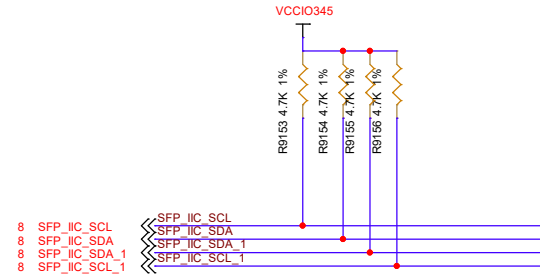 VCCIO345
R9153 4.7K 1%
R9154 4.7K 1%
R9155 4.7K 1%
R9156 4.7K 1%
SFP_IIC_SCL
8 SFP_IIC_SCL
SFP_IIC_SDA
8 SFP_IIC_SDA
SFP_IIC_SDA_1
8 SFP_IIC_SDA_1
SFP_IIC_SCL_1
8 SFP_IIC_SCL_1